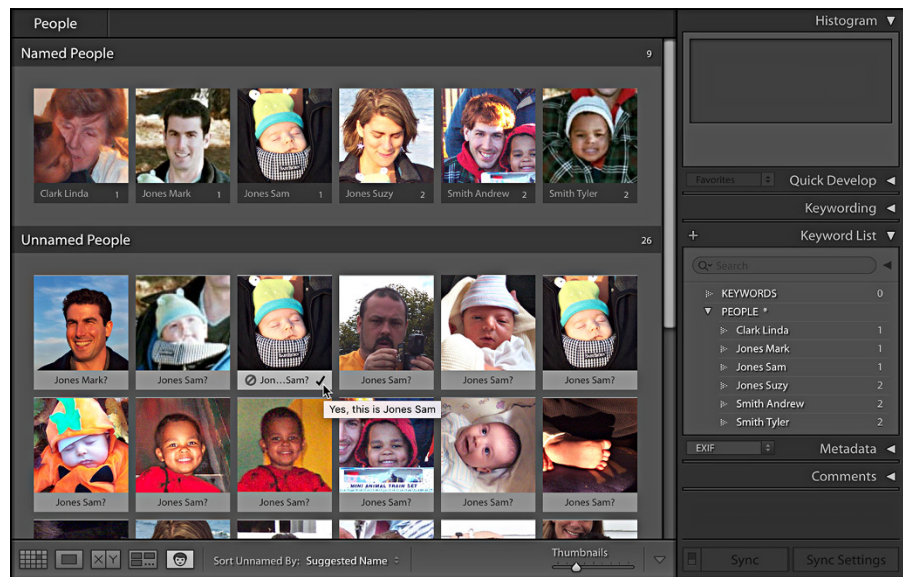 People
Named People 9
Clark Linda 1
Jones Mark 1
Jones Sam 1
Jones Suzy 2
Smith Andrew 2
Smith Tyler 2
Unnamed People 26
Jones Mark?
Jones Sam?
Jon...Sam?
Jones Sam?
Jones Sam?
Jones Sam?
Yes, this is Jones Sam
MINI ANIMAL TRAIN SET
Jones Sam?
Jones Sam?
Jones Sam?
Jones Sam?
Jones Sam?
Jones Sam?
Sort Unnamed By: Suggested Name
Thumbnails
Histogram
Favorites
Quick Develop
Keywording
+ Keyword List
Search
KEYWORDS 0
PEOPLE *
Clark Linda 1
Jones Mark 1
Jones Sam 1
Jones Suzy 2
Smith Andrew 2
Smith Tyler 2
EXIF
Metadata
Comments
Sync
Sync Settings